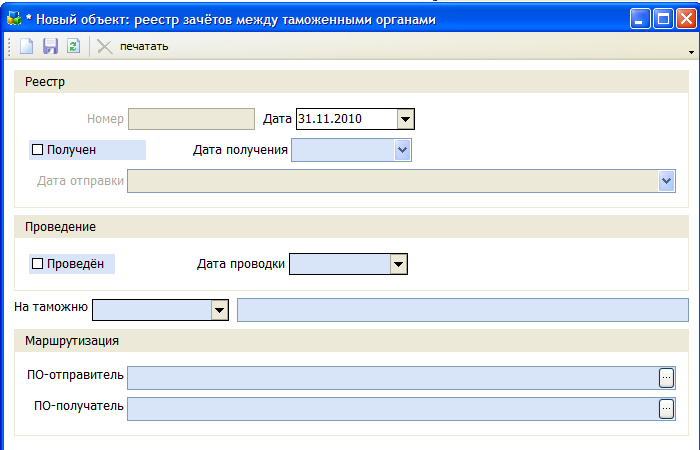 * Новый объект: реестр зачётов между таможенными органами
печатать
Реестр
Номер Дата 31.11.2010
Получен Дата получения
Дата отправки
Проведение
Проведён Дата проводки
На таможню
Маршрутизация
ПО-отправитель ...
ПО-получатель ...